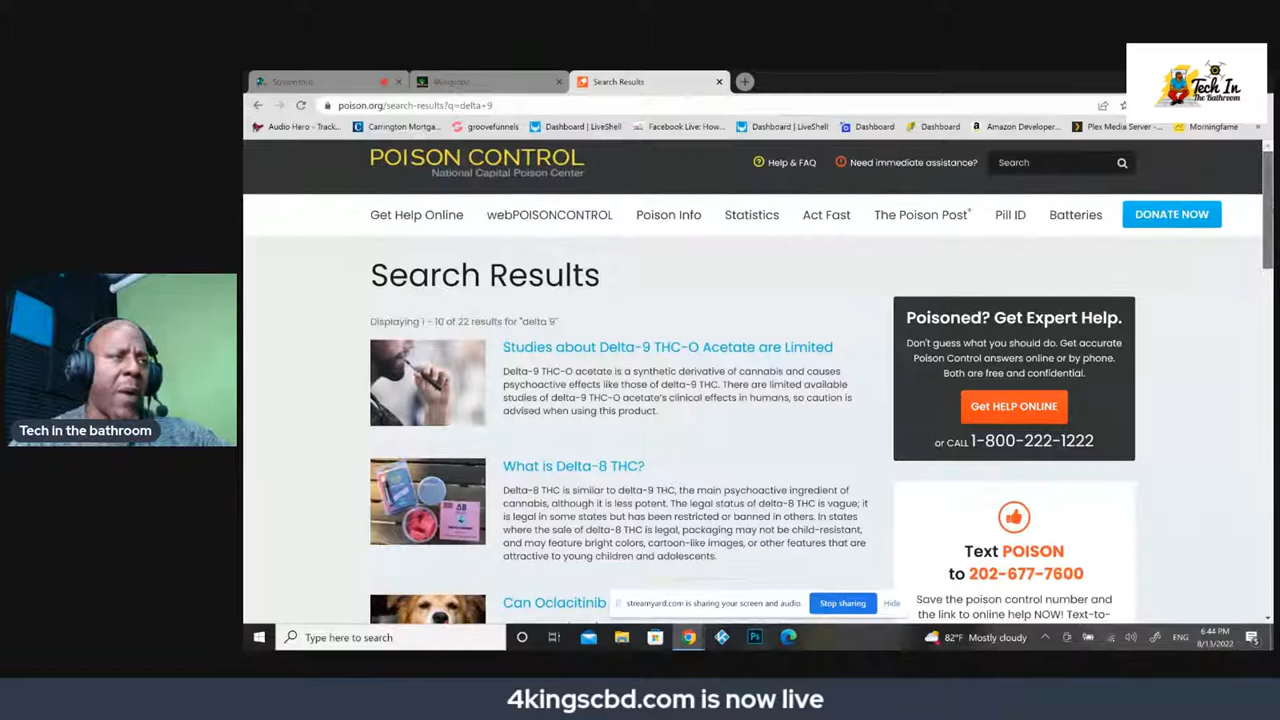 Tech In
The Bathroom
Search Results
poison.org/search-results?q=delta+9
Audio Hero - Track...
Carrington Mortga...
groovefunnels
Dashboard | LiveShell
Facebook Live: How...
Dashboard | LiveShell
Dashboard
Dashboard
Amazon Developer...
Plex Media Server -...
Morningfame
POISON CONTROL
National Capital Poison Center
Help & FAQ
Need immediate assistance?
Search
Get Help Online
webPOISONCONTROL
Poison Info
Statistics
Act Fast
The Poison Post®
Pill ID
Batteries
DONATE NOW
Search Results
Displaying 1 - 10 of 22 results for "delta 9"
Studies about Delta-9 THC-O Acetate are Limited
Delta-9 THC-O acetate is a synthetic derivative of cannabis and causes
psychoactive effects like those of delta-9 THC. There are limited available
studies of delta-9 THC-O acetate's clinical effects in humans, so caution is
advised when using this product.
What is Delta-8 THC?
Delta-8 THC is similar to delta-9 THC, the main psychoactive ingredient of
cannabis, although it is less potent. The legal status of delta-8 THC is vague; it
is legal in some states but has been restricted or banned in others. In states
where the sale of delta-8 THC is legal, packaging may not be child-resistant,
and may feature bright colors, cartoon-like images, or other features that are
attractive to young children and adolescents.
Can Oclacitinib
Poisoned? Get Expert Help.
Don't guess what you should do. Get accurate
Poison Control answers online or by phone.
Both are free and confidential.
Get HELP ONLINE
or CALL 1-800-222-1222
Text POISON
to 202-677-7600
Save the poison control number and
the link to online help NOW! Text-to-
streamyard.com is sharing your screen and audio.
Stop sharing
Hide
Tech in the bathroom
Type here to search
82°F Mostly cloudy
ENG
6:44 PM
8/13/2022
4kingscbd.com is now live